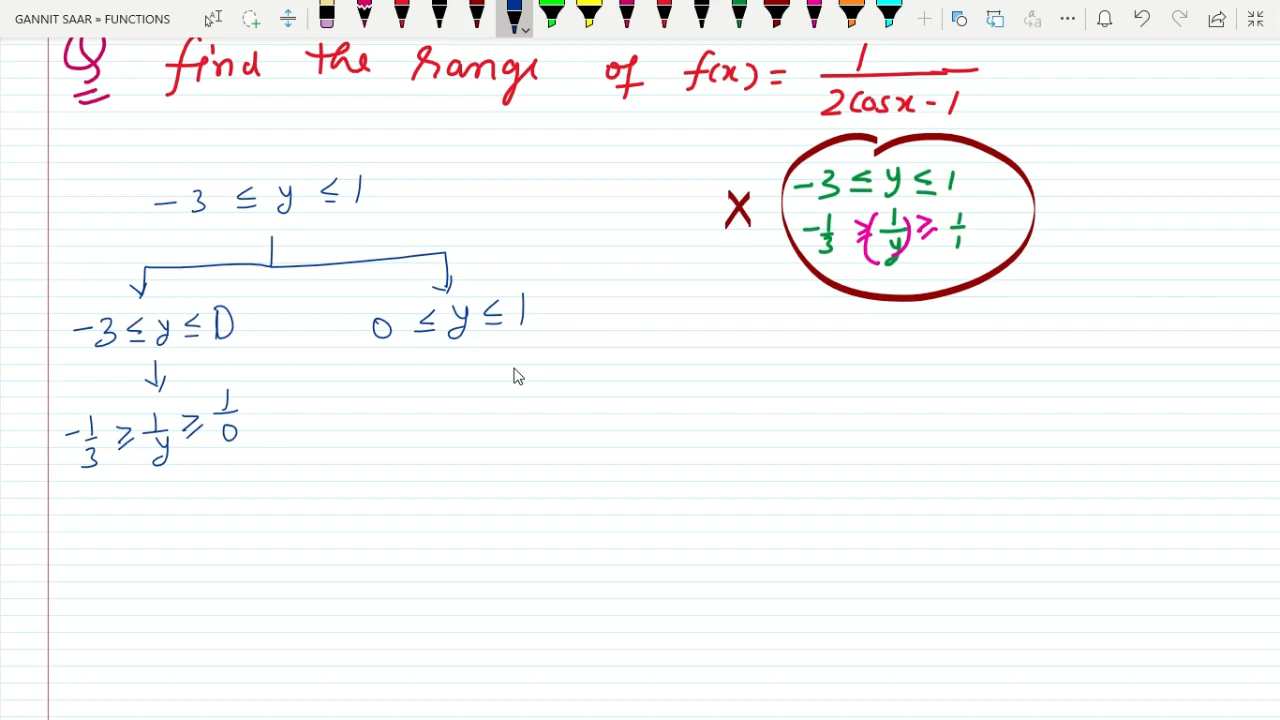 GANNIT SAAR » FUNCTIONS
Q find the range of f(x) = 1/(2cosx - 1)
-3 ≤ y ≤ 1
-3 ≤ y ≤ 0
0 ≤ y ≤ 1
-1/3 ≥ 1/y ≥ 1/0
X
-3 ≤ y ≤ 1
-1/3 ≥ (1/y) ≥ 1/1